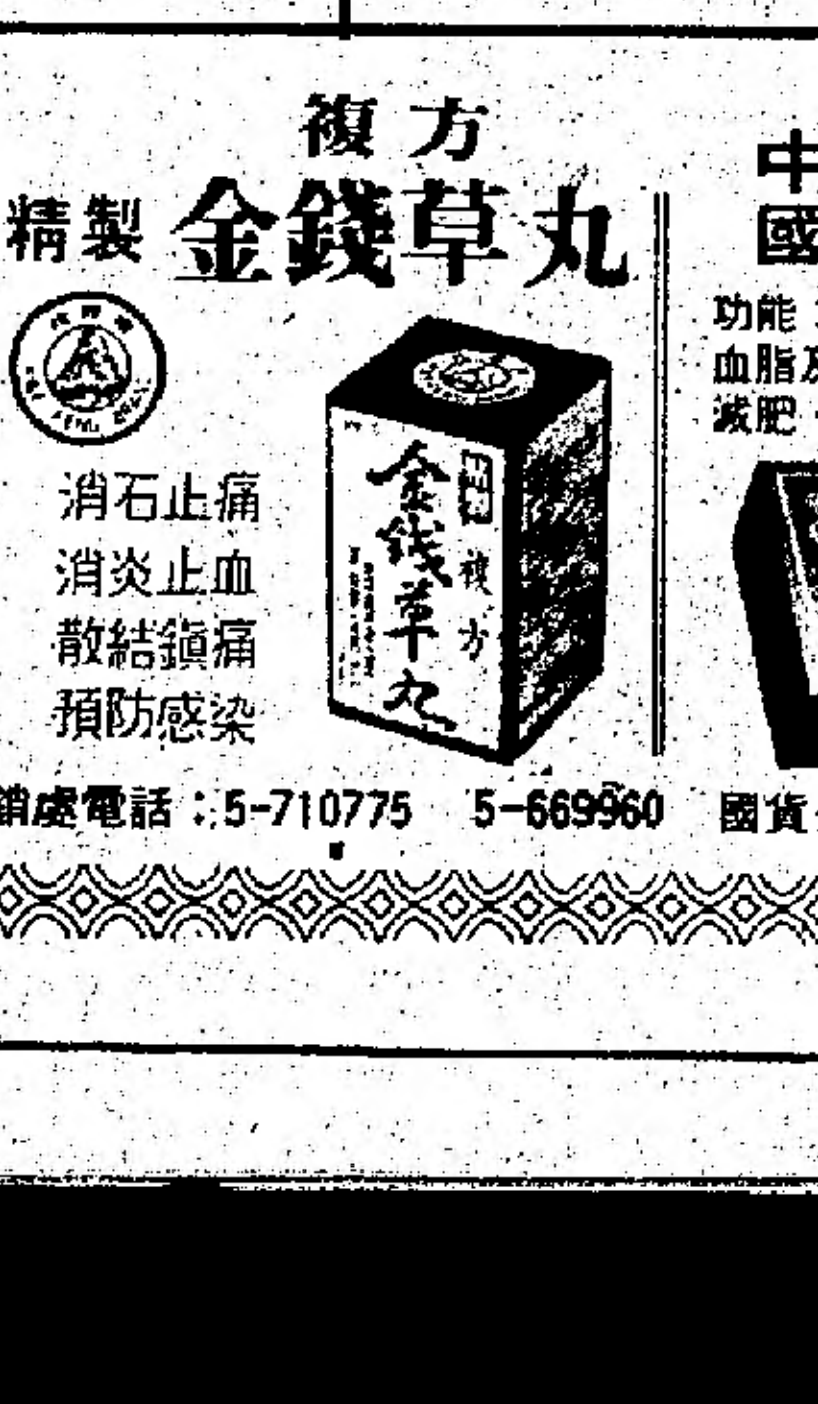 複方
精製 金錢草丸
消石止痛
消炎止血
散結鎮痛
預防感染
金錢草丸
複方
銷處電話：5-710775 5-669960
中
國
功能
血脂及
減肥
國貨